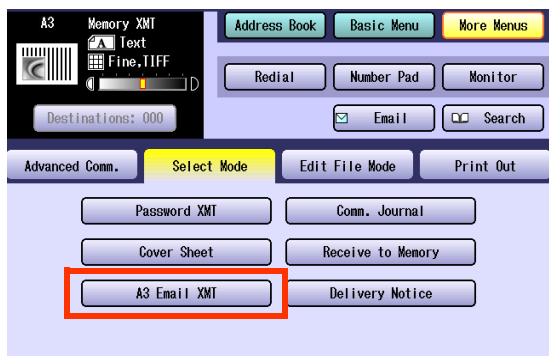 A3 Memory XMT
A Text
Fine,TIFF
D
Destinations: 000
Address Book Basic Menu More Menus
Redial Number Pad Monitor
Email Search
Advanced Comm. Select Mode Edit File Mode Print Out
Password XMT Comm. Journal
Cover Sheet Receive to Memory
A3 Email XMT Delivery Notice